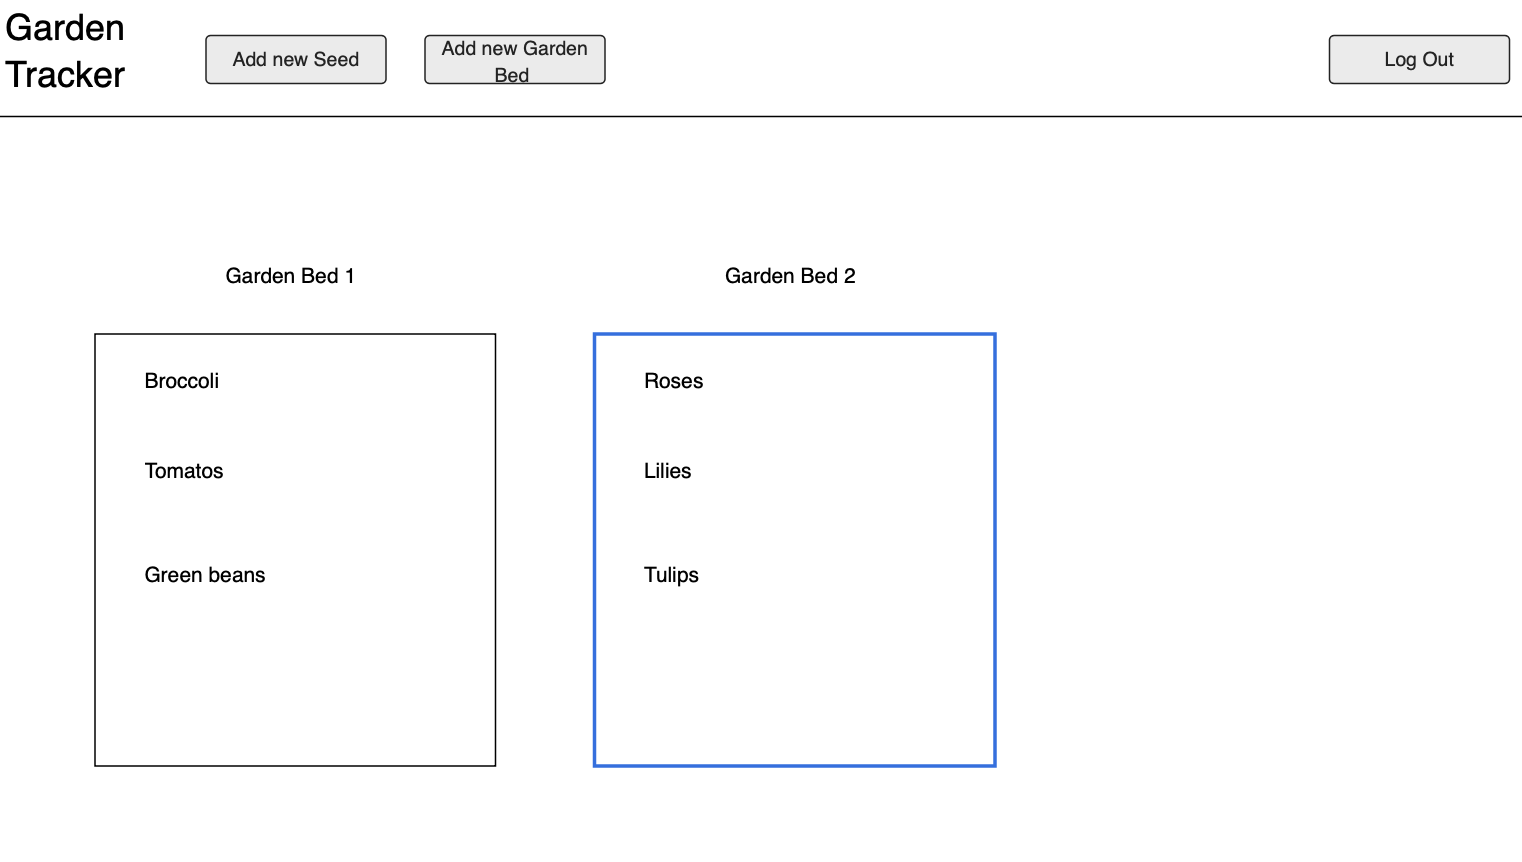 Garden
Tracker
Add new Seed
Add new Garden
Bed
Log Out
Garden Bed 1
Broccoli
Tomatos
Green beans
Garden Bed 2
Roses
Lilies
Tulips